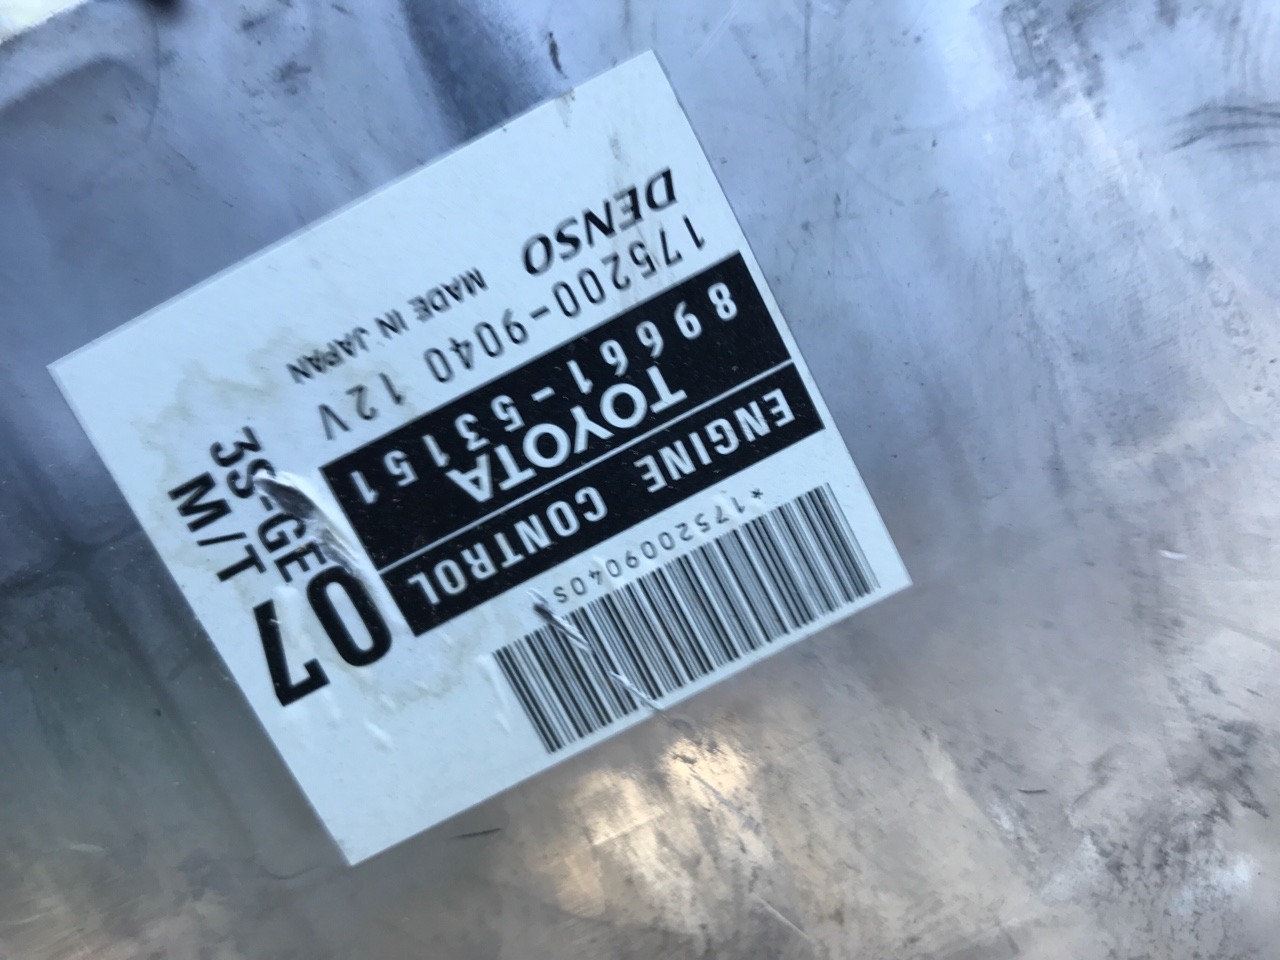 *1752009040S
ENGINE CONTROL
TOYOTA
89661-53151
175200-9040 12V
DENSO MADE IN JAPAN
07
3S-GE
M/T